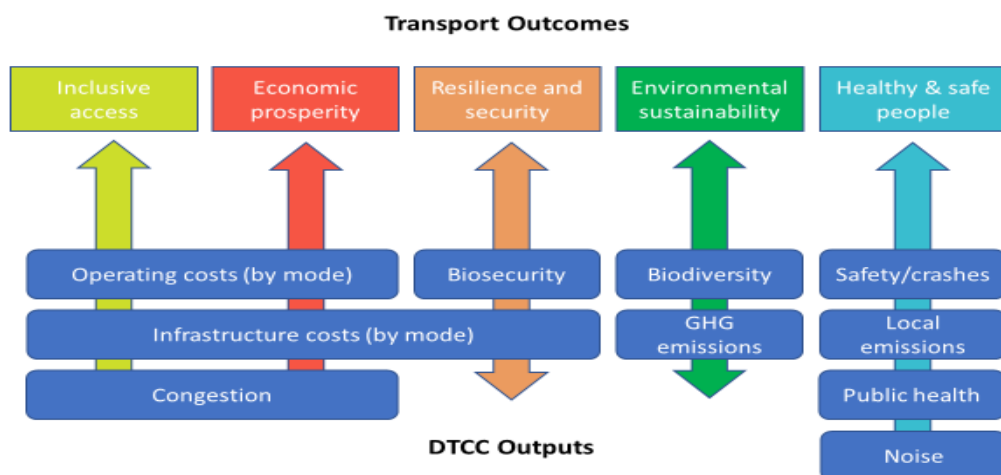 Transport Outcomes
Inclusive
access
Economic
prosperity
Resilience and
security
Environmental
sustainability
Healthy & safe
people
Operating costs (by mode)
Biosecurity
Biodiversity
Safety/crashes
Infrastructure costs (by mode)
GHG
emissions
Local
emissions
Congestion
Public health
DTCC Outputs
Noise